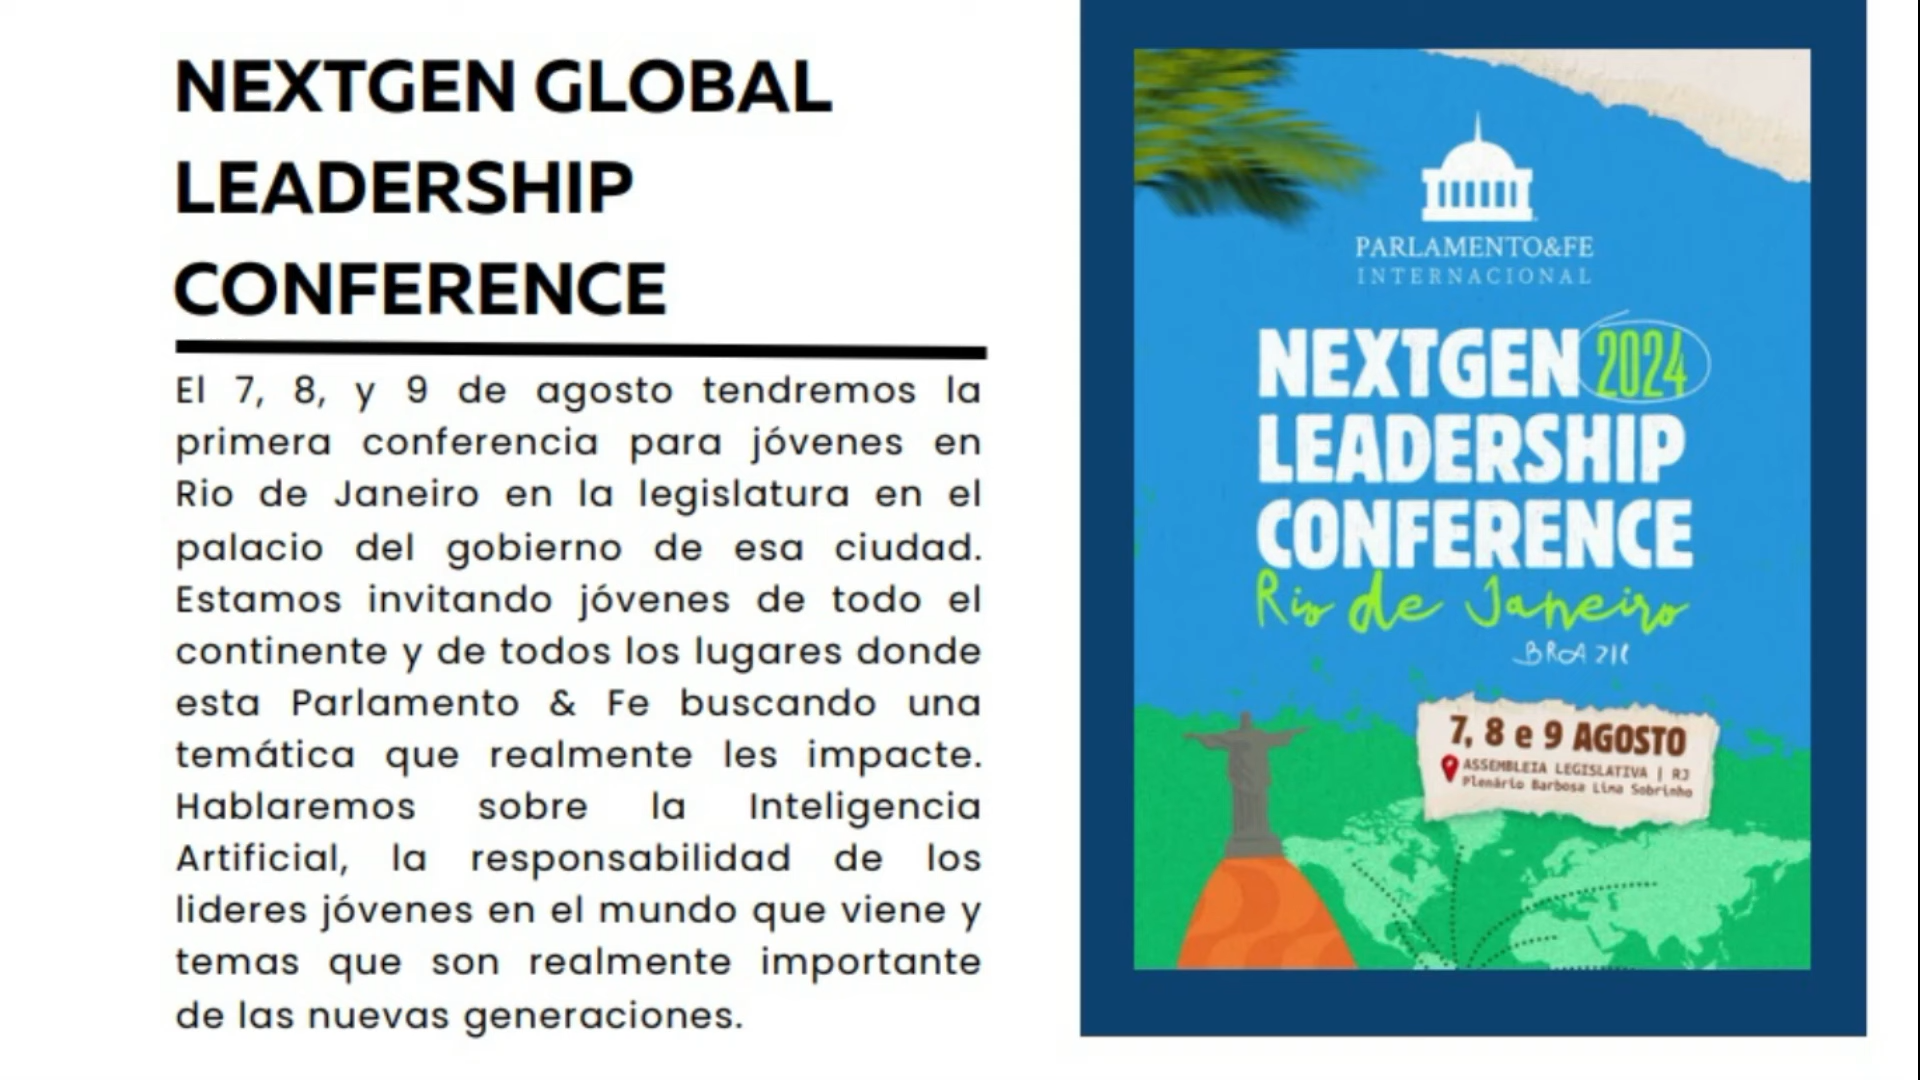 NEXTGEN GLOBAL
LEADERSHIP
CONFERENCE
El 7, 8, y 9 de agosto tendremos la
primera conferencia para jóvenes en
Rio de Janeiro en la legislatura en el
palacio del gobierno de esa ciudad.
Estamos invitando jóvenes de todo el
continente y de todos los lugares donde
esta Parlamento & Fe buscando una
temática que realmente les impacte.
Hablaremos sobre la Inteligencia
Artificial, la responsabilidad de los
lideres jóvenes en el mundo que viene y
temas que son realmente importante
de las nuevas generaciones.
PARLAMENTO&FE
INTERNACIONAL
NEXTGEN 2024
LEADERSHIP
CONFERENCE
Rio de Janeiro
BRAZIL
7, 8 e 9 AGOSTO
ASSEMBLEIA LEGISLATIVA | RJ
Plenário Barbosa Lima Sobrinho